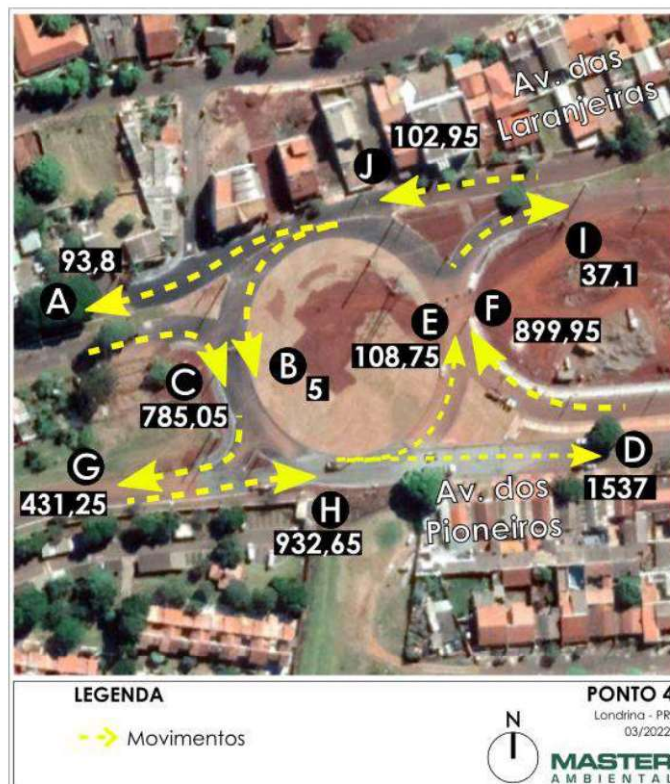 Av. das
Laranjeiras
102,95
J
93,8
A
I
37,1
E
F
899,95
108,75
B
5
C
785,05
G
431,25
D
1537
Av. dos
Pioneiros
H
932,65
LEGENDA
Movimentos
PONTO 4
Londrina - PR
03/2022
N
MASTER
AMBIENTAL